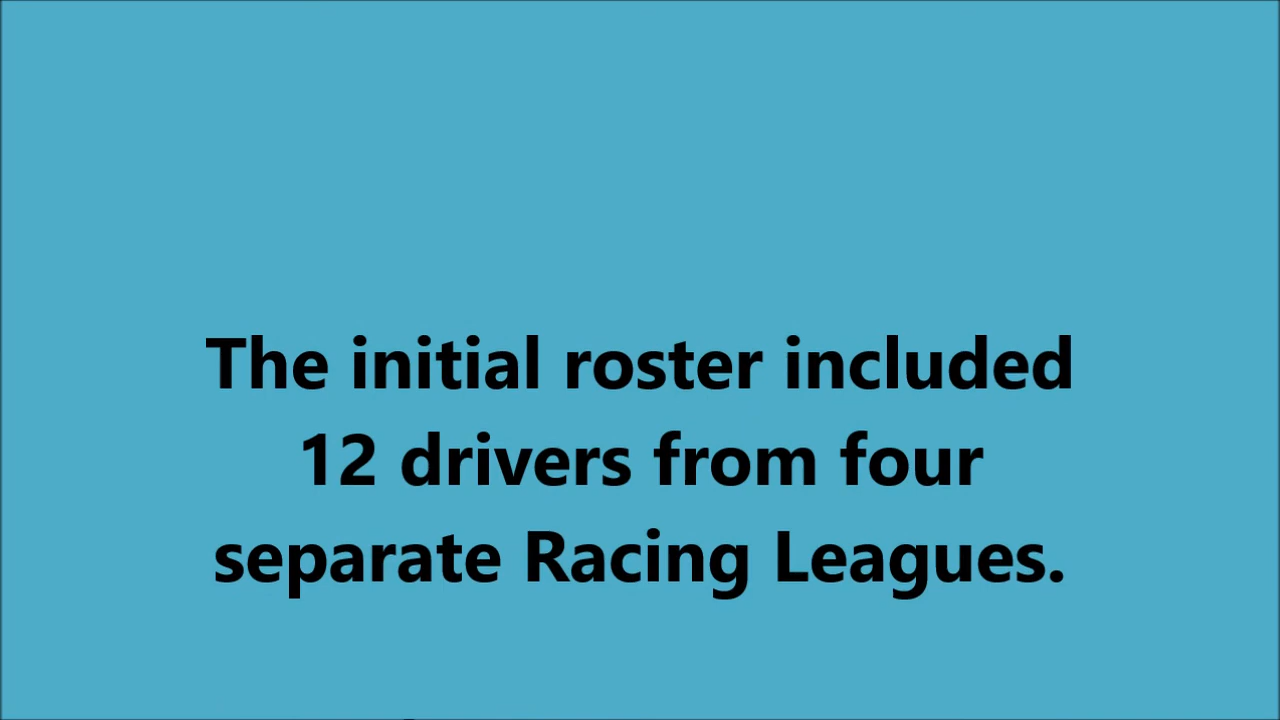 The initial roster included
12 drivers from four
separate Racing Leagues.